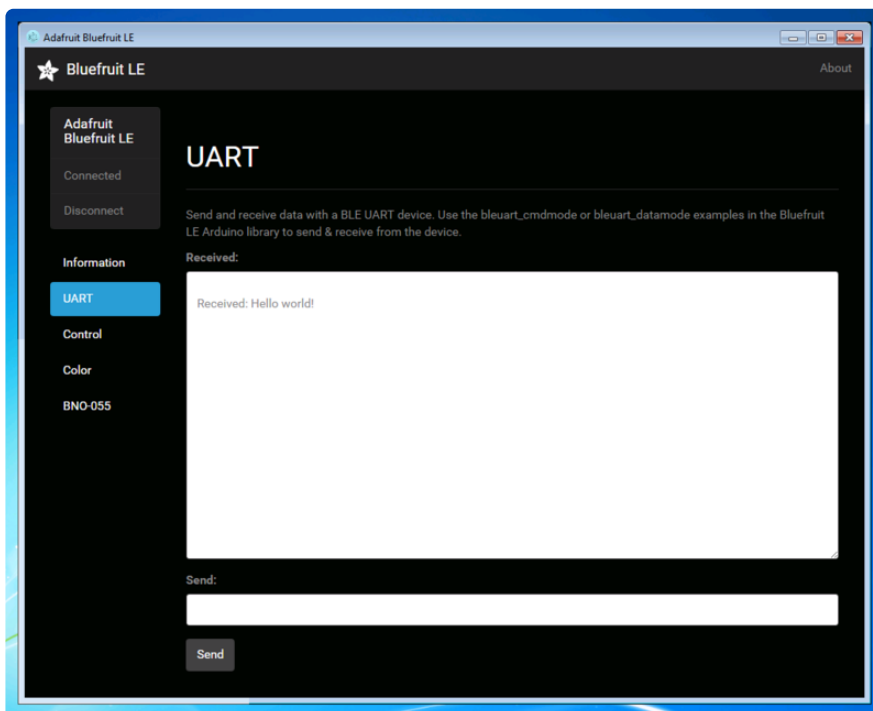 Adafruit Bluefruit LE
Bluefruit LE
About
Adafruit
Bluefruit LE
Connected
Disconnect
Information
UART
Control
Color
BNO-055
UART
Send and receive data with a BLE UART device. Use the bleuart_cmdmode or bleuart_datamode examples in the Bluefruit
LE Arduino library to send & receive from the device.
Received:
Received: Hello world!
Send:
Send